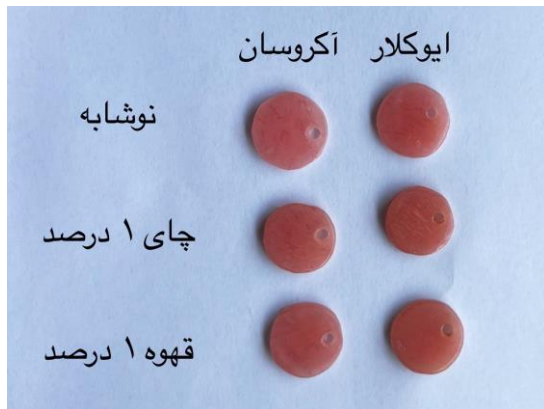 ایوکلار آکروسان
نوشابه
چای ۱ درصد
قهوه ۱ درصد